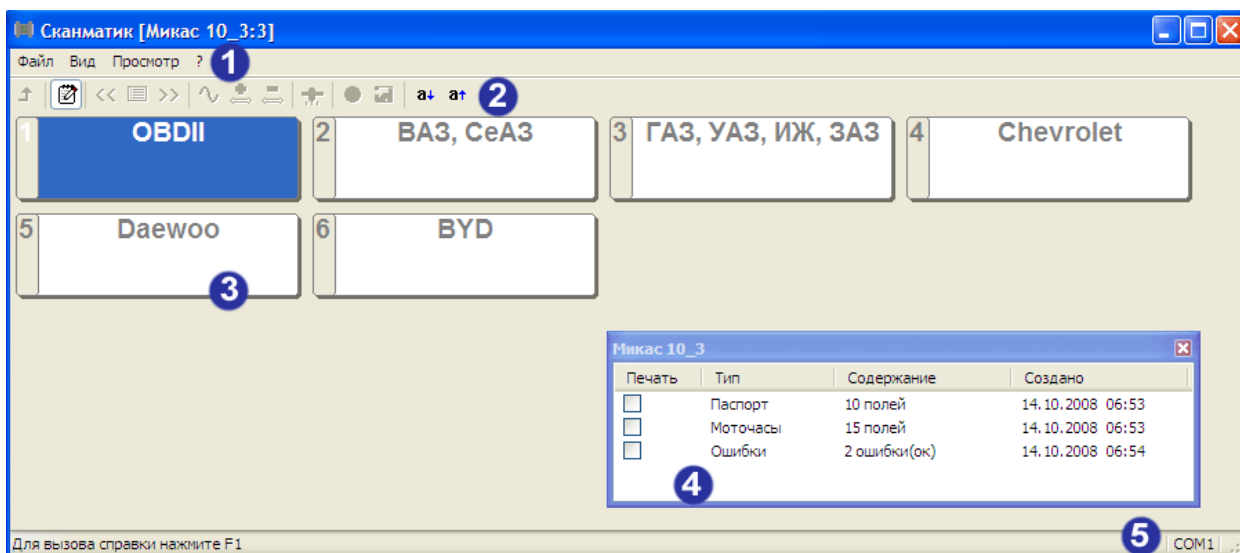 Сканматик [Микас 10_3:3]
Файл Вид Просмотр ? 1
<< >> a↓ a↑ 2
1 OBDII 2 ВАЗ, СеАЗ 3 ГАЗ, УАЗ, ИЖ, ЗАЗ 4 Chevrolet
5 Daewoo 6 BYD
3
Микас 10_3
Печать Тип Содержание Создано
Паспорт 10 полей 14.10.2008 06:53
Моточасы 15 полей 14.10.2008 06:53
Ошибки 2 ошибки(ок) 14.10.2008 06:54
4
Для вызова справки нажмите F1 5 COM1